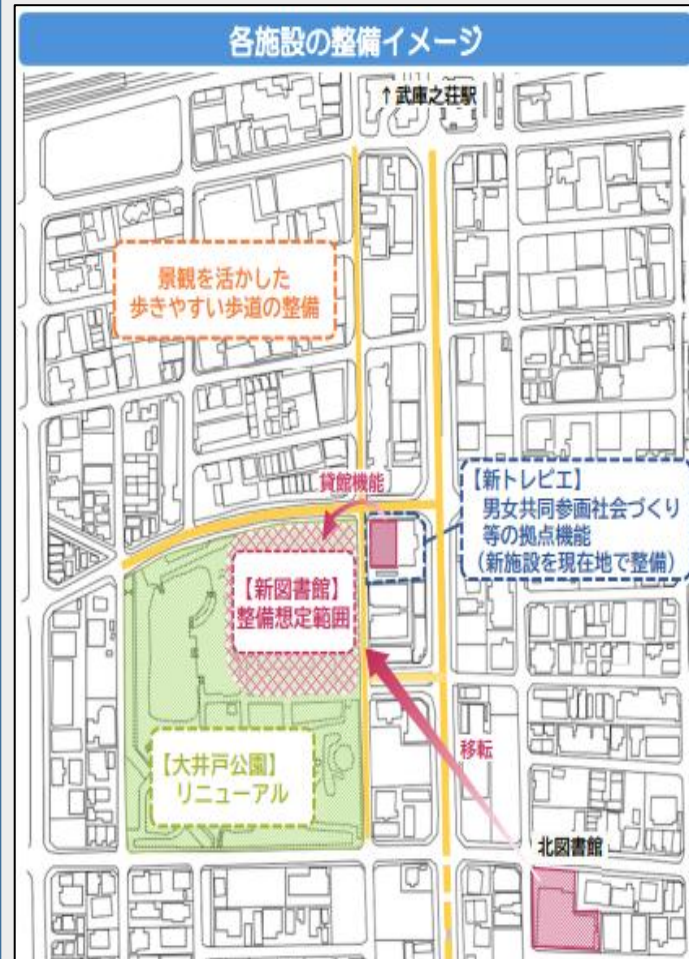 各施設の整備イメージ
↑武庫之荘駅
景観を活かした
歩きやすい歩道の整備
貸館機能
【新トレピエ】
男女共同参画社会づくり
等の拠点機能
（新施設を現在地で整備）
【新図書館】
整備想定範囲
【大井戸公園】
リニューアル
移転
北図書館